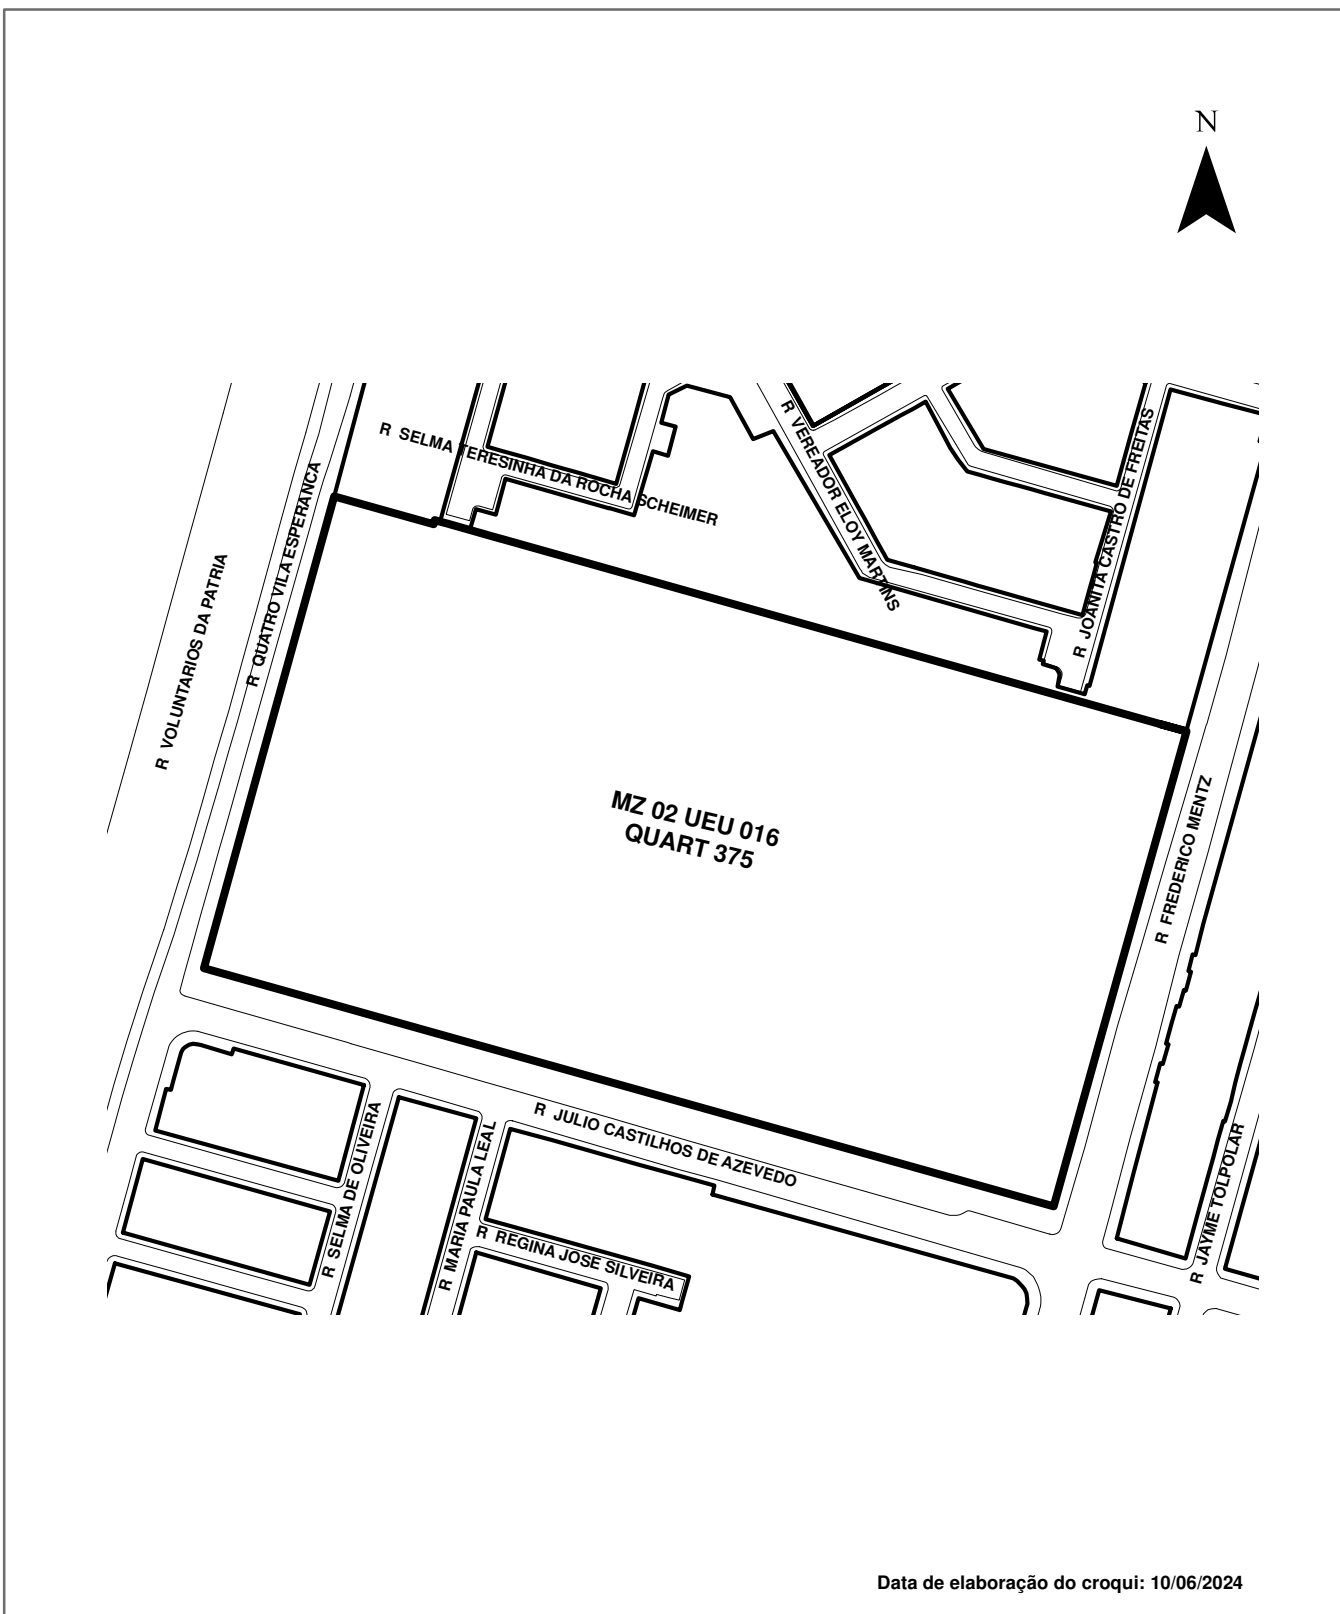 N
R SELMA TERESINHA DA ROCHA SCHEIMER
R VEREADOR ELOY MARTINS
R JOANITA CASTRO DE FREITAS
R QUATRO VILA ESPERANCA
R VOLUNTARIOS DA PATRIA
MZ 02 UEU 016
QUART 375
R FREDERICO MENTZ
R JULIO CASTILHOS DE AZEVEDO
R SELMA DE OLIVEIRA
R MARIA PAULA LEAL
R REGINA JOSE SILVEIRA
R JAYME TOLPOLAR
Data de elaboração do croqui: 10/06/2024